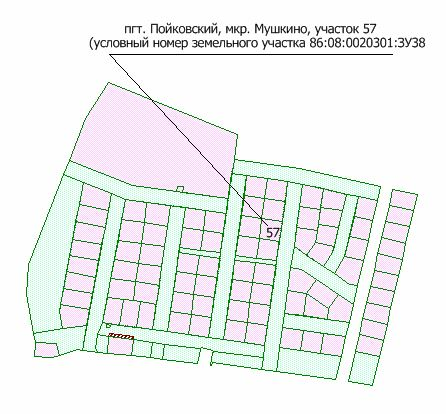 пгт. Пойковский, мкр. Мушкино, участок 57
(условный номер земельного участка 86:08:0020301:ЗУ38
57